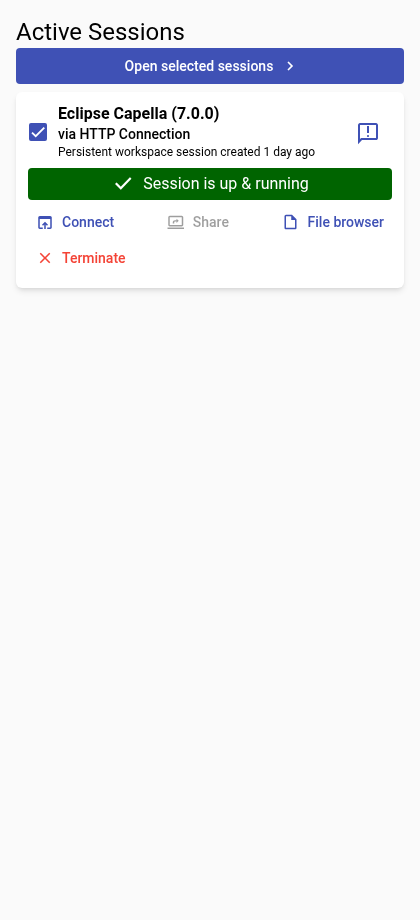 Active Sessions
Open selected sessions
Eclipse Capella (7.0.0)
via HTTP Connection
Persistent workspace session created 1 day ago
Session is up & running
Connect
Share
File browser
Terminate